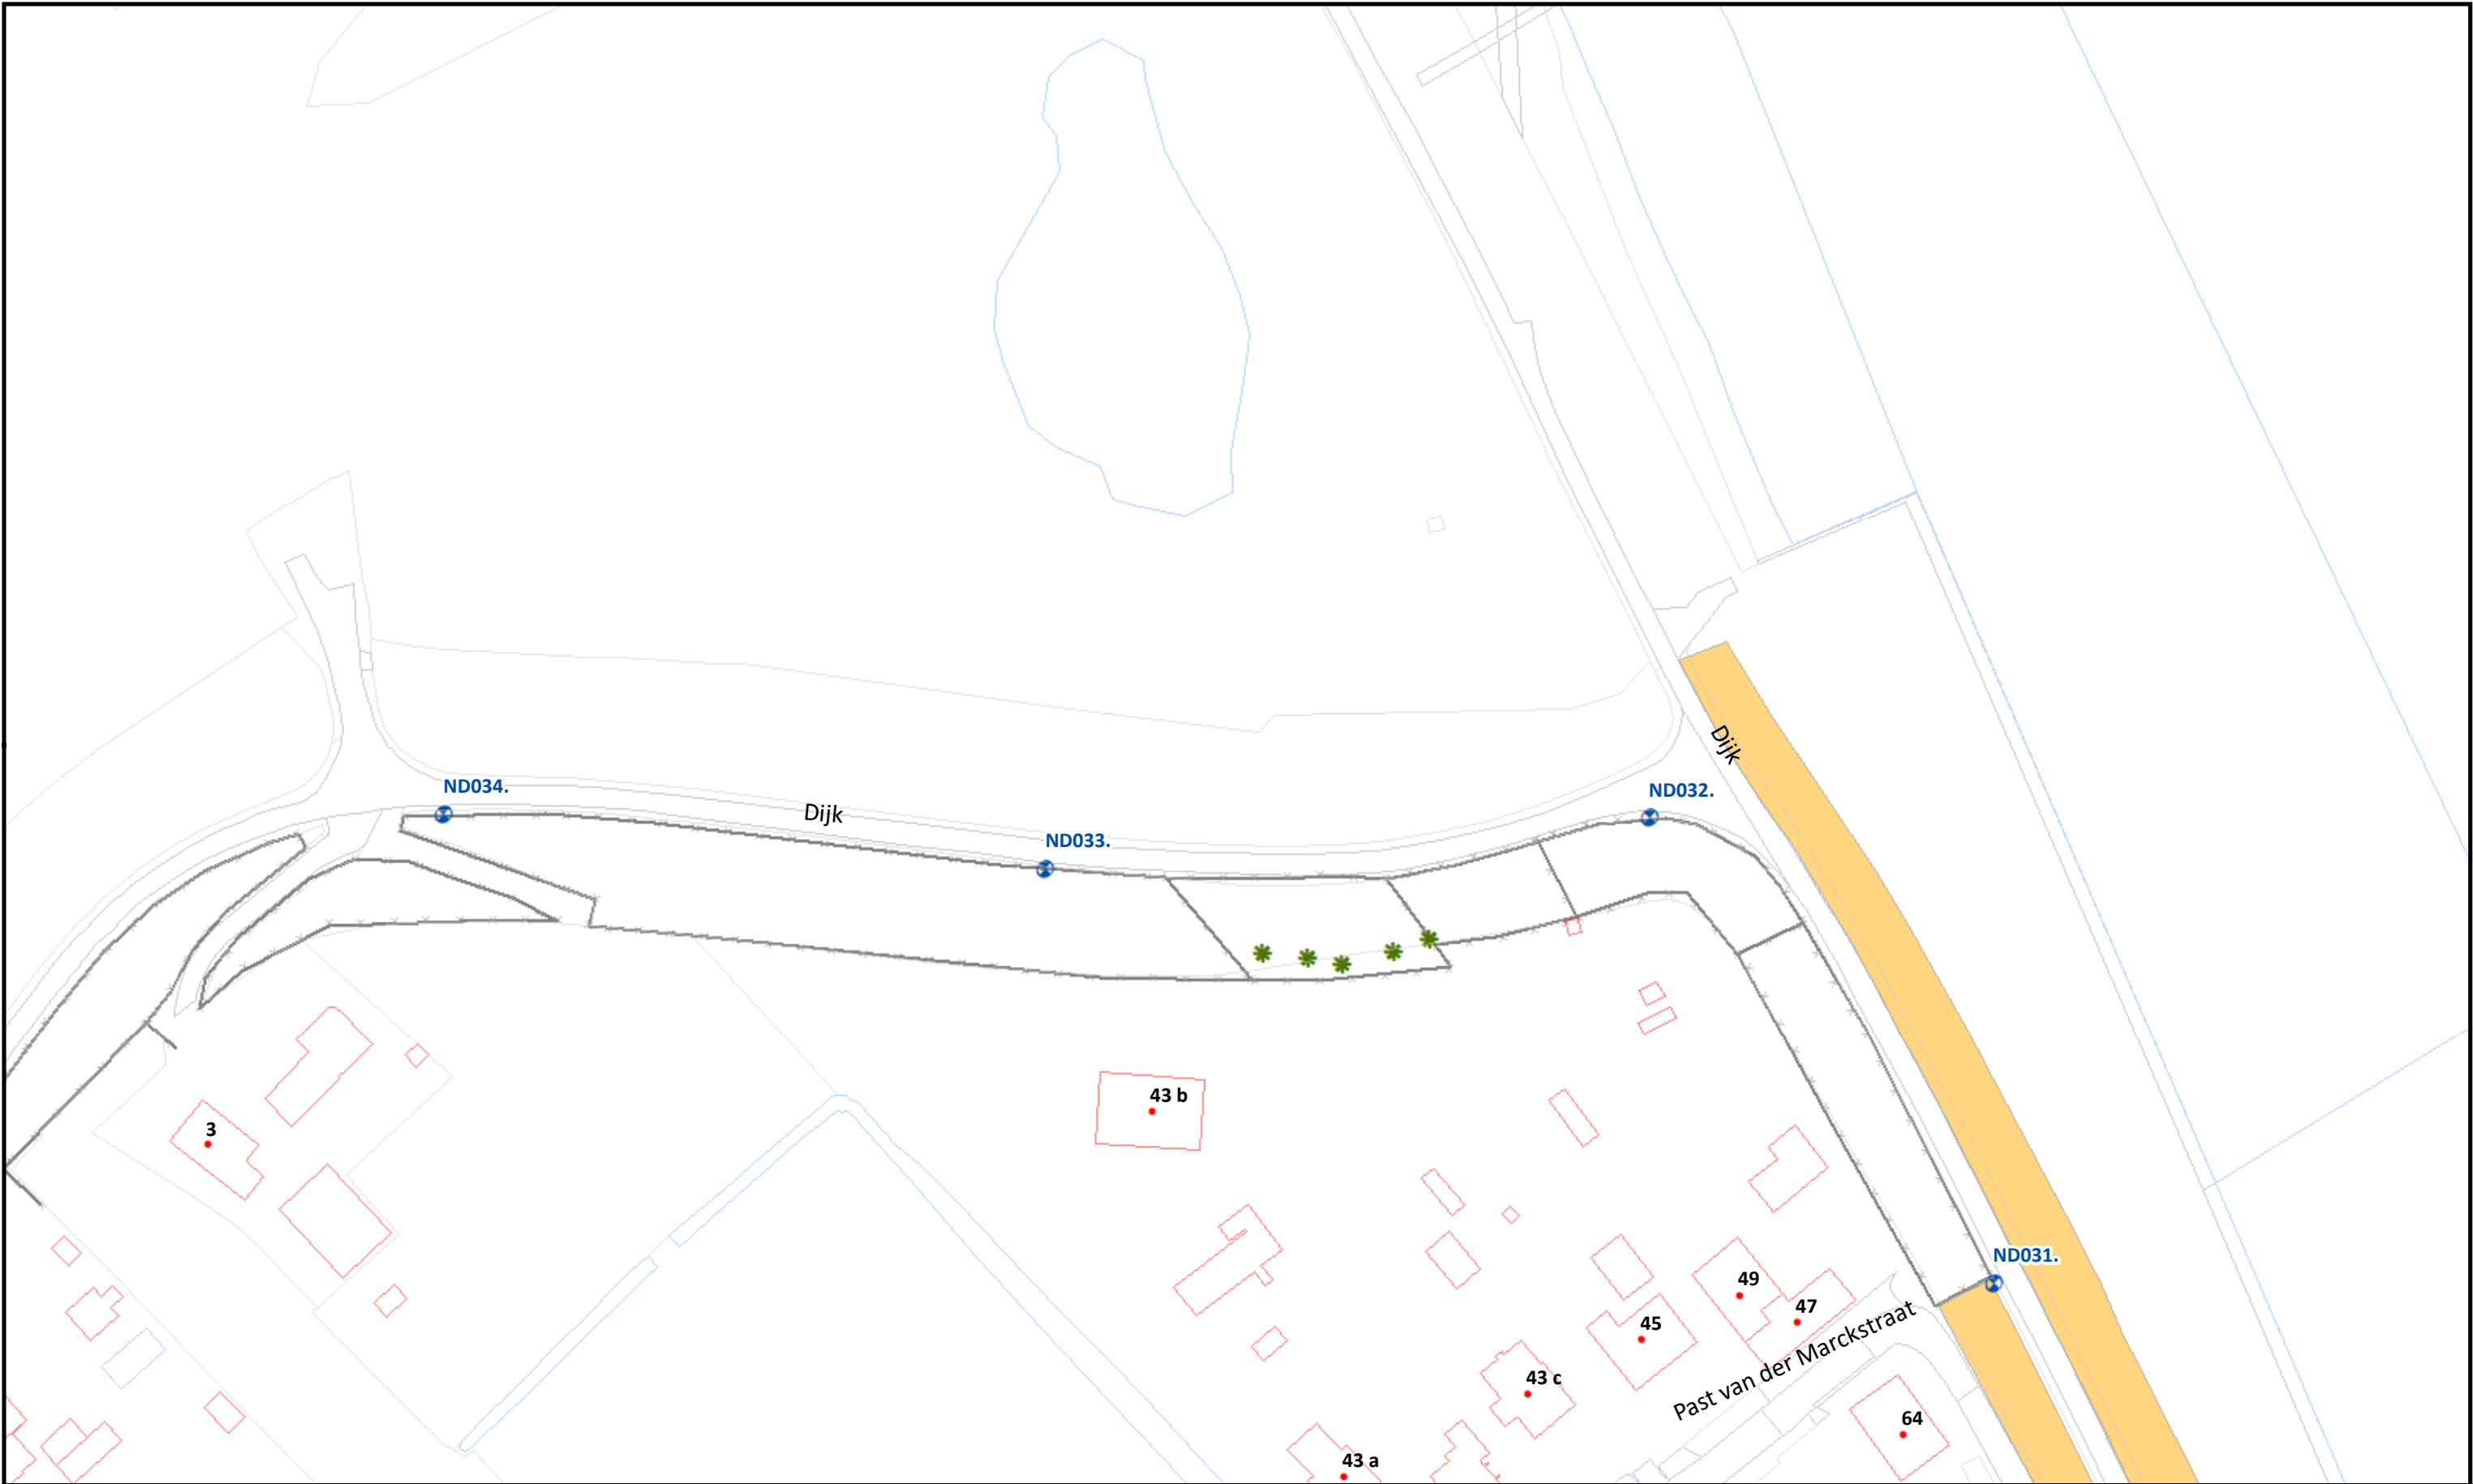 Dijk
ND034.
ND032.
Dijk
ND033.
43 b
3
ND031.
49
47
45
Past van der Marckstraat
43 c
64
43 a